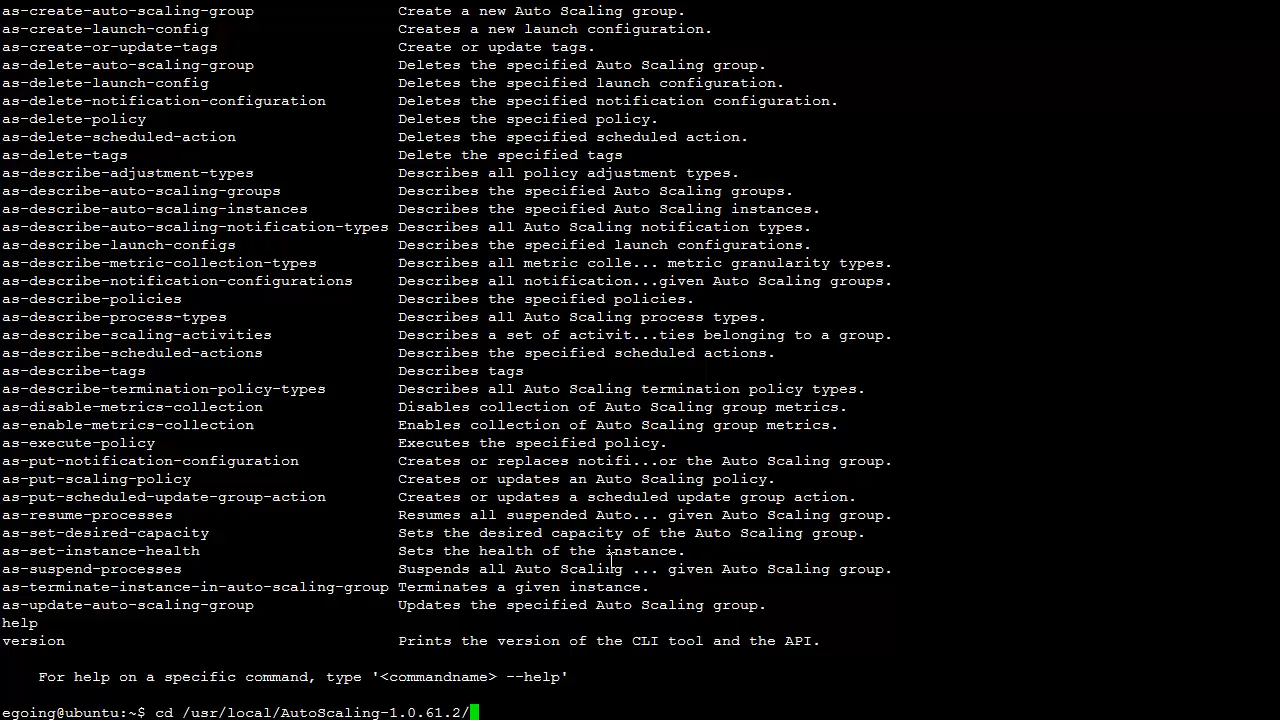 as-create-auto-scaling-group Create a new Auto Scaling group.
as-create-launch-config Creates a new launch configuration.
as-create-or-update-tags Create or update tags.
as-delete-auto-scaling-group Deletes the specified Auto Scaling group.
as-delete-launch-config Deletes the specified launch configuration.
as-delete-notification-configuration Deletes the specified notification configuration.
as-delete-policy Deletes the specified policy.
as-delete-scheduled-action Deletes the specified scheduled action.
as-delete-tags Delete the specified tags
as-describe-adjustment-types Describes all policy adjustment types.
as-describe-auto-scaling-groups Describes the specified Auto Scaling groups.
as-describe-auto-scaling-instances Describes the specified Auto Scaling instances.
as-describe-auto-scaling-notification-types Describes all Auto Scaling notification types.
as-describe-launch-configs Describes the specified launch configurations.
as-describe-metric-collection-types Describes all metric colle... metric granularity types.
as-describe-notification-configurations Describes all notification...given Auto Scaling groups.
as-describe-policies Describes the specified policies.
as-describe-process-types Describes all Auto Scaling process types.
as-describe-scaling-activities Describes a set of activit...ties belonging to a group.
as-describe-scheduled-actions Describes the specified scheduled actions.
as-describe-tags Describes tags
as-describe-termination-policy-types Describes all Auto Scaling termination policy types.
as-disable-metrics-collection Disables collection of Auto Scaling group metrics.
as-enable-metrics-collection Enables collection of Auto Scaling group metrics.
as-execute-policy Executes the specified policy.
as-put-notification-configuration Creates or replaces notifi...or the Auto Scaling group.
as-put-scaling-policy Creates or updates an Auto Scaling policy.
as-put-scheduled-update-group-action Creates or updates a scheduled update group action.
as-resume-processes Resumes all suspended Auto... given Auto Scaling group.
as-set-desired-capacity Sets the desired capacity of the Auto Scaling group.
as-set-instance-health Sets the health of the instance.
as-suspend-processes Suspends all Auto Scaling ... given Auto Scaling group.
as-terminate-instance-in-auto-scaling-group Terminates a given instance.
as-update-auto-scaling-group Updates the specified Auto Scaling group.
help
version Prints the version of the CLI tool and the API.
For help on a specific command, type '<commandname> --help'
egoing@ubuntu:~$ cd /usr/local/AutoScaling-1.0.61.2/